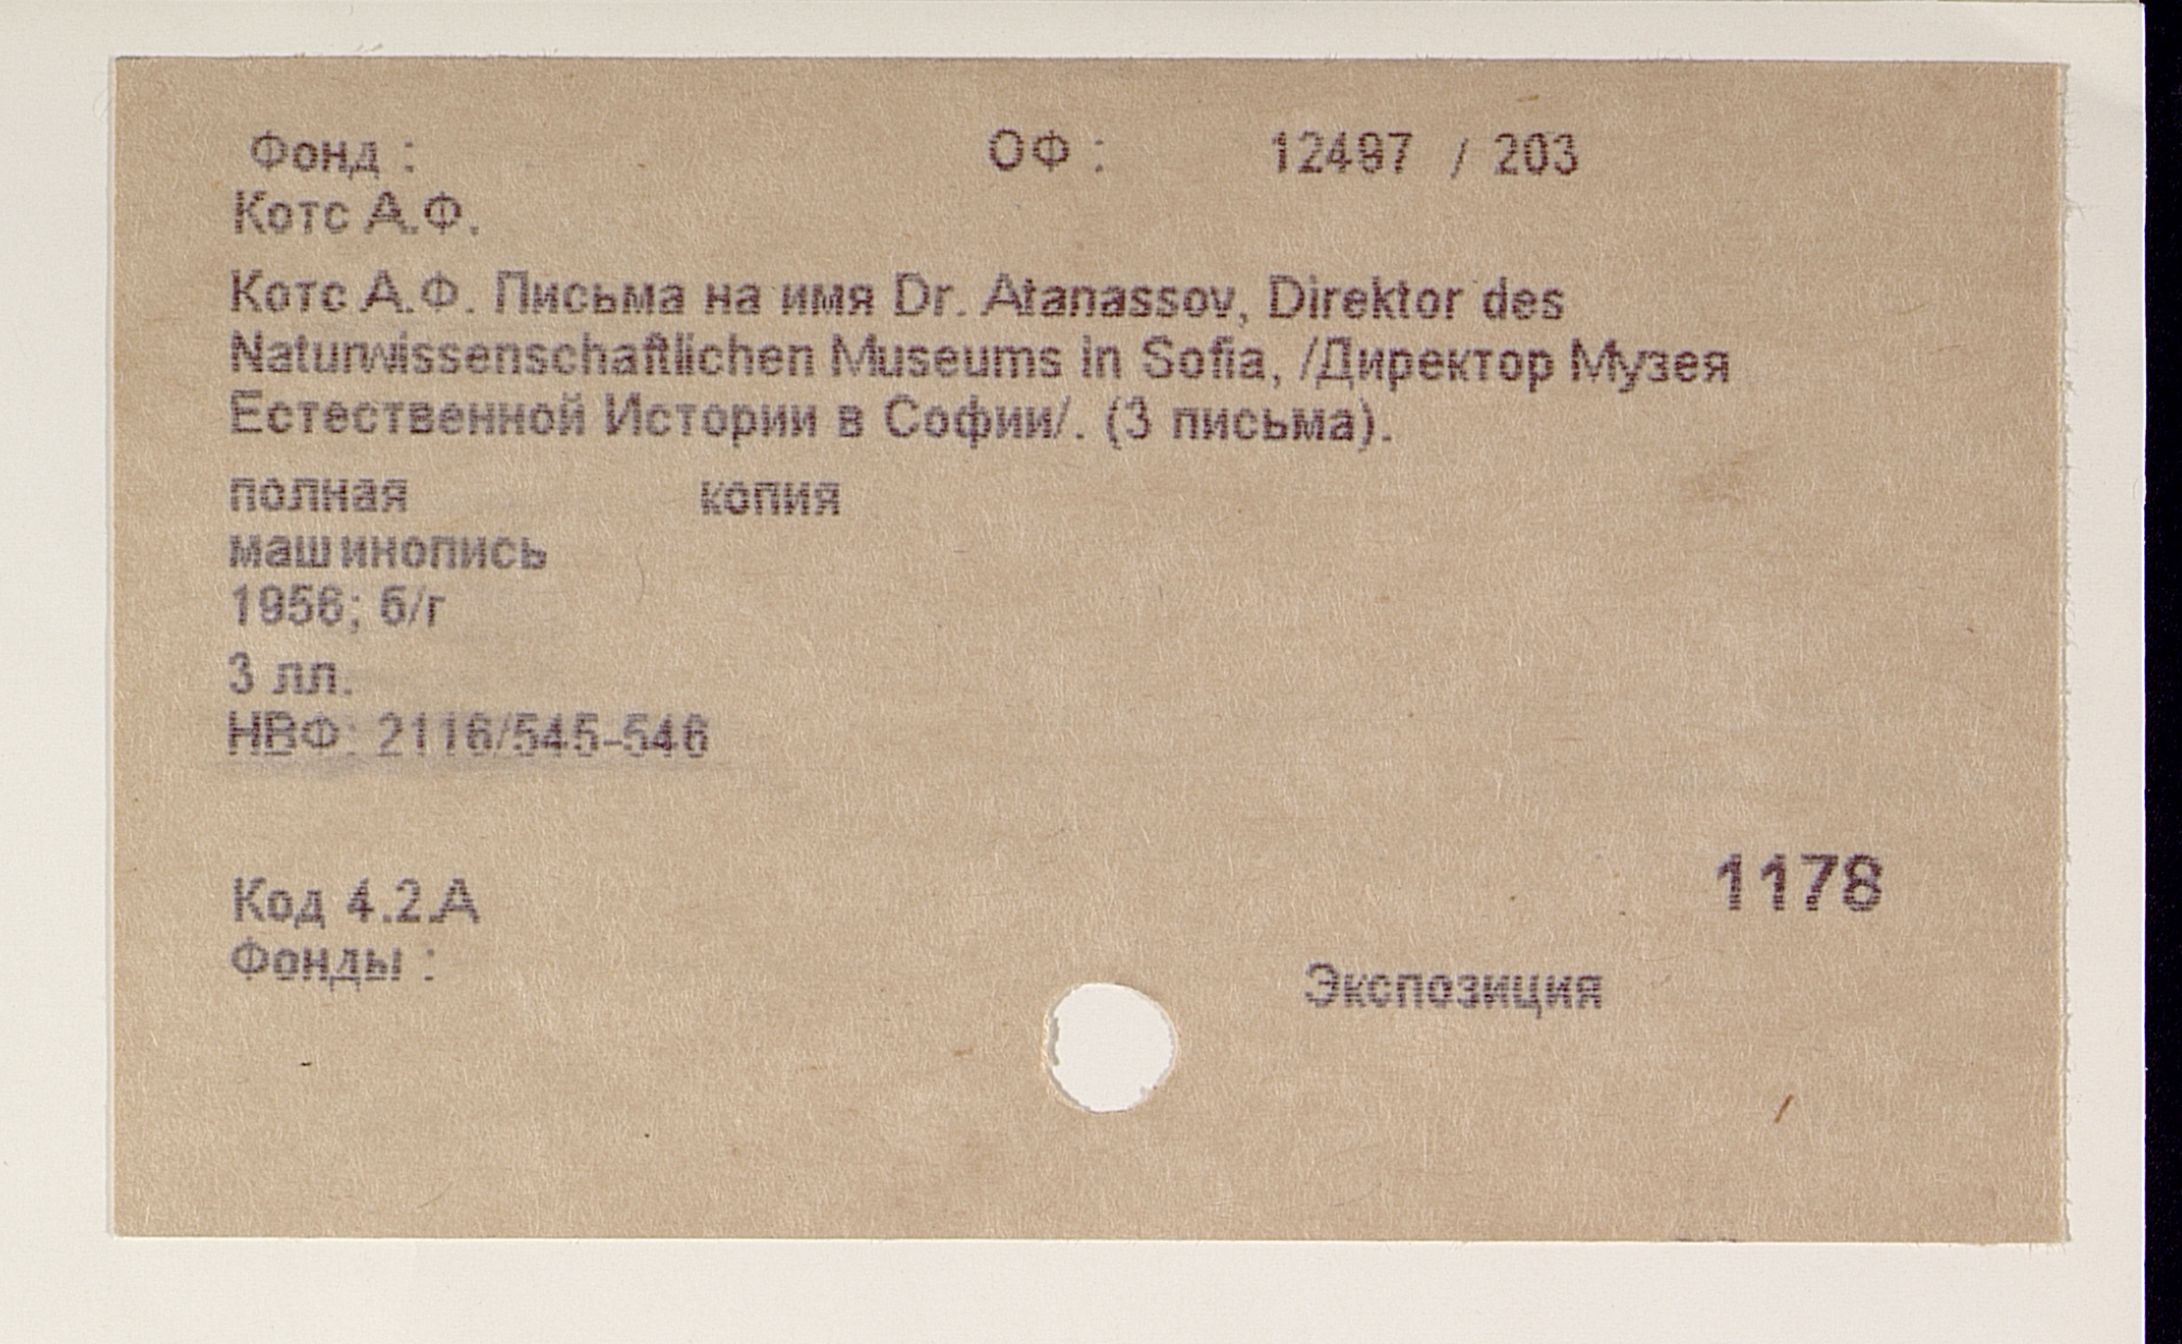 Фонд : ОФ : 12497 / 203
Котс А.Ф.
Котс А.Ф. Письма на имя Dr. Atanassov, Direktor des
Naturwissenschaftlichen Museums in Sofia, /Директор Музея
Естественной Истории в Софии/. (3 письма).
полная копия
машинопись
1956; б/г
3 лл.
НВФ: 2116/545-546
1178
Код 4.2.А
Фонды :
Экспозиция